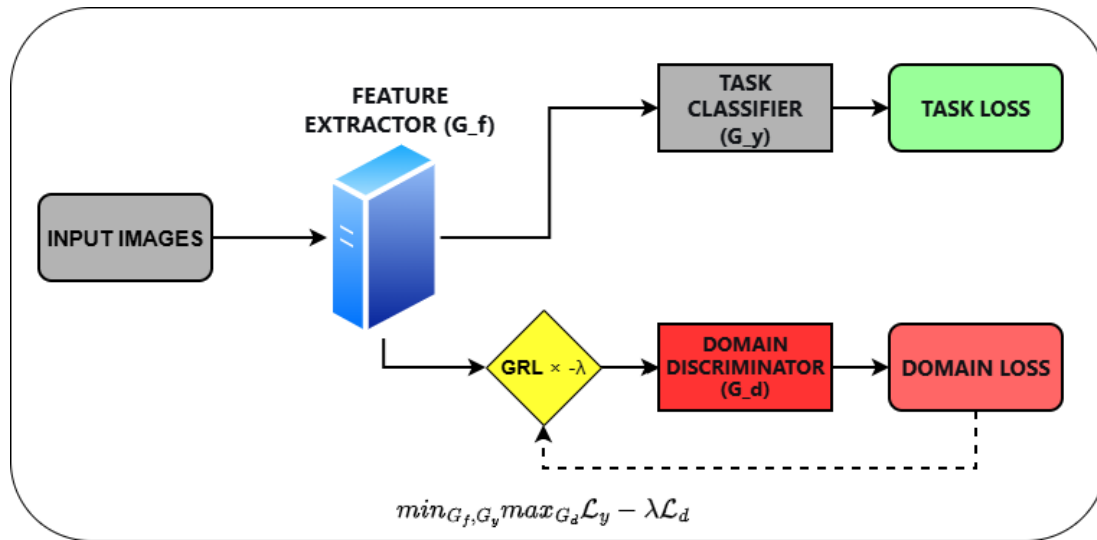 FEATURE
EXTRACTOR (G_f)
TASK
CLASSIFIER
(G_y)
TASK LOSS
INPUT IMAGES
GRL × -λ
DOMAIN
DISCRIMINATOR
(G_d)
DOMAIN LOSS
min_{G_f,G_y} max_{G_d} ℒ_y − λℒ_d